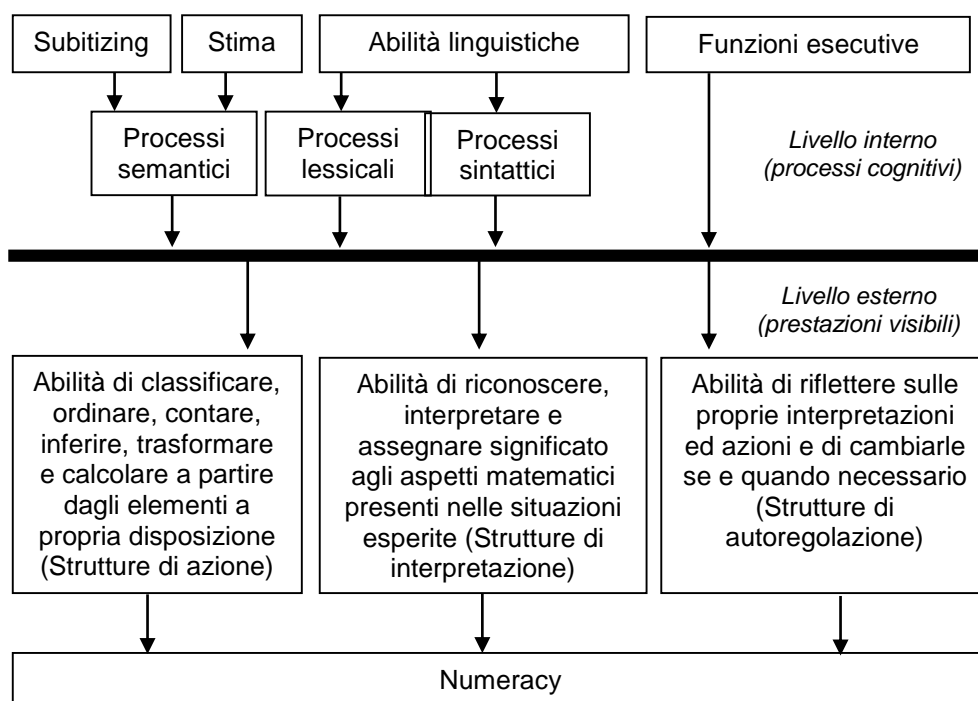 Subitizing
Stima
Abilità linguistiche
Funzioni esecutive
Processi
semantici
Processi
lessicali
Processi
sintattici
Livello interno
(processi cognitivi)
Livello esterno
(prestazioni visibili)
Abilità di classificare,
ordinare, contare,
inferire, trasformare
e calcolare a partire
dagli elementi a
propria disposizione
(Strutture di azione)
Abilità di riconoscere,
interpretare e
assegnare significato
agli aspetti matematici
presenti nelle situazioni
esperite (Strutture di
interpretazione)
Abilità di riflettere sulle
proprie interpretazioni
ed azioni e di cambiarle
se e quando necessario
(Strutture di
autoregolazione)
Numeracy